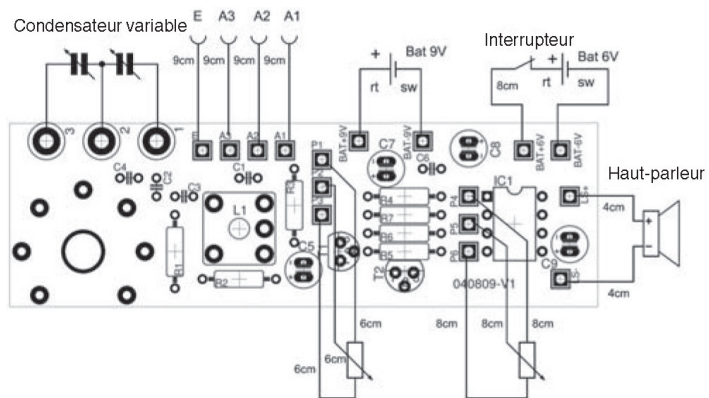 E A3 A2 A1
Condensateur variable
9cm 9cm 9cm 9cm
+ Bat 9V
rt sw
Interrupteur
+ Bat 6V
8cm rt sw
3 2 1
E A3 A2 A1
P1
P2
P3
BAT+9V
BAT-9V
BAT+6V
BAT-6V
C7
C6
C8
C4
C2
C3
C1
L1
R3
R1
R2
C5
R4
R7
R6
R5
T2
P4
P5
P6
IC1
LS+
C9
LS-
040809-V1
Haut-parleur
4cm
+
-
4cm
6cm
6cm
6cm
8cm 8cm 8cm